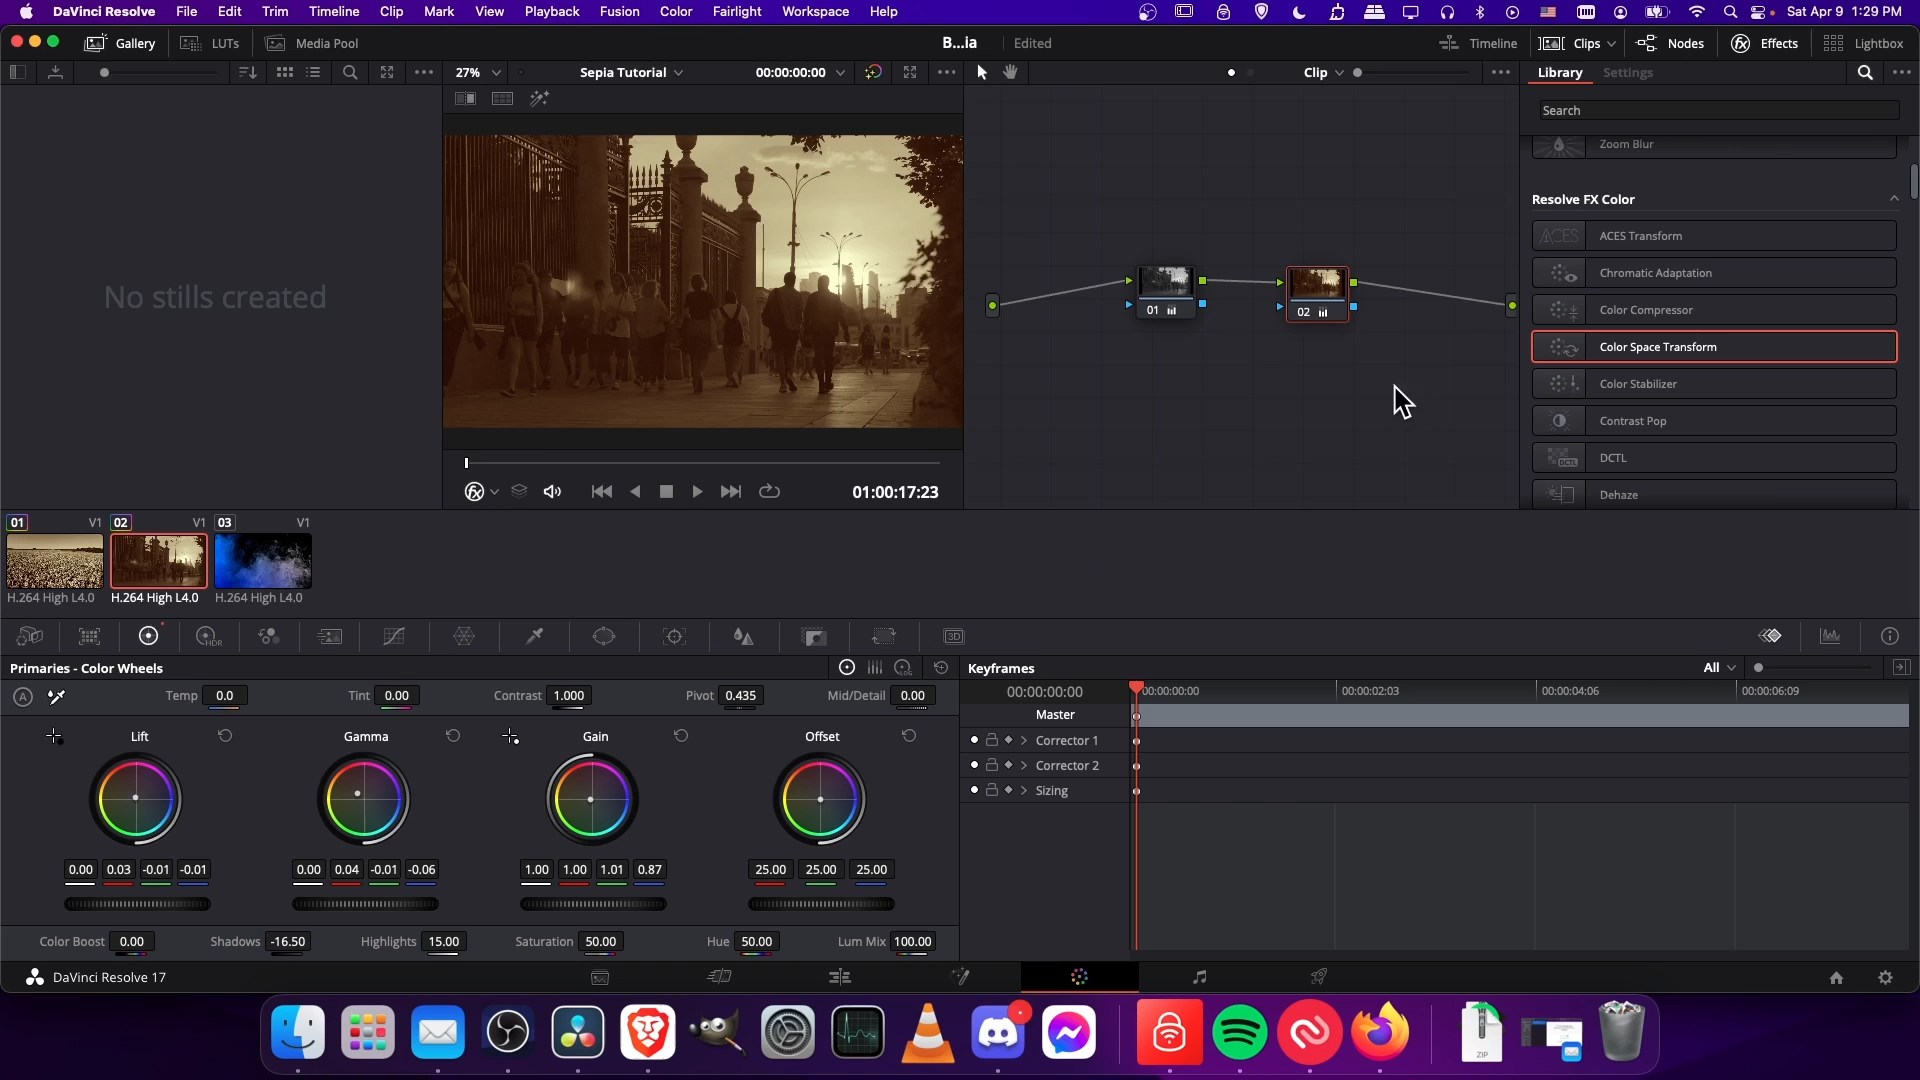 DaVinci Resolve File Edit Trim Timeline Clip Mark View Playback Fusion Color Fairlight Workspace Help Sat Apr 9 1:29 PM
Gallery LUTs Media Pool B...ia Edited Timeline Clips Nodes Effects Lightbox
27% Sepia Tutorial 00:00:00:00 Clip Library Settings
Search
Zoom Blur
Resolve FX Color
ACES ACES Transform
Chromatic Adaptation
Color Compressor
Color Space Transform
Color Stabilizer
Contrast Pop
DCTL DCTL
Dehaze
No stills created
01
02
01:00:17:23
01 V1 02 V1 03 V1
H.264 High L4.0 H.264 High L4.0 H.264 High L4.0
HDR 3D
Primaries - Color Wheels LOG
A Temp 0.0 Tint 0.00 Contrast 1.000 Pivot 0.435 Mid/Detail 0.00
Lift Gamma Gain Offset
0.00 0.03 -0.01 -0.01 0.00 0.04 -0.01 -0.06 1.00 1.00 1.01 0.87 25.00 25.00 25.00
Color Boost 0.00 Shadows -16.50 Highlights 15.00 Saturation 50.00 Hue 50.00 Lum Mix 100.00
Keyframes All
00:00:00:00 00:00:00:00 00:00:02:03 00:00:04:06 00:00:06:09
Master
Corrector 1
Corrector 2
Sizing
DaVinci Resolve 17
ZIP